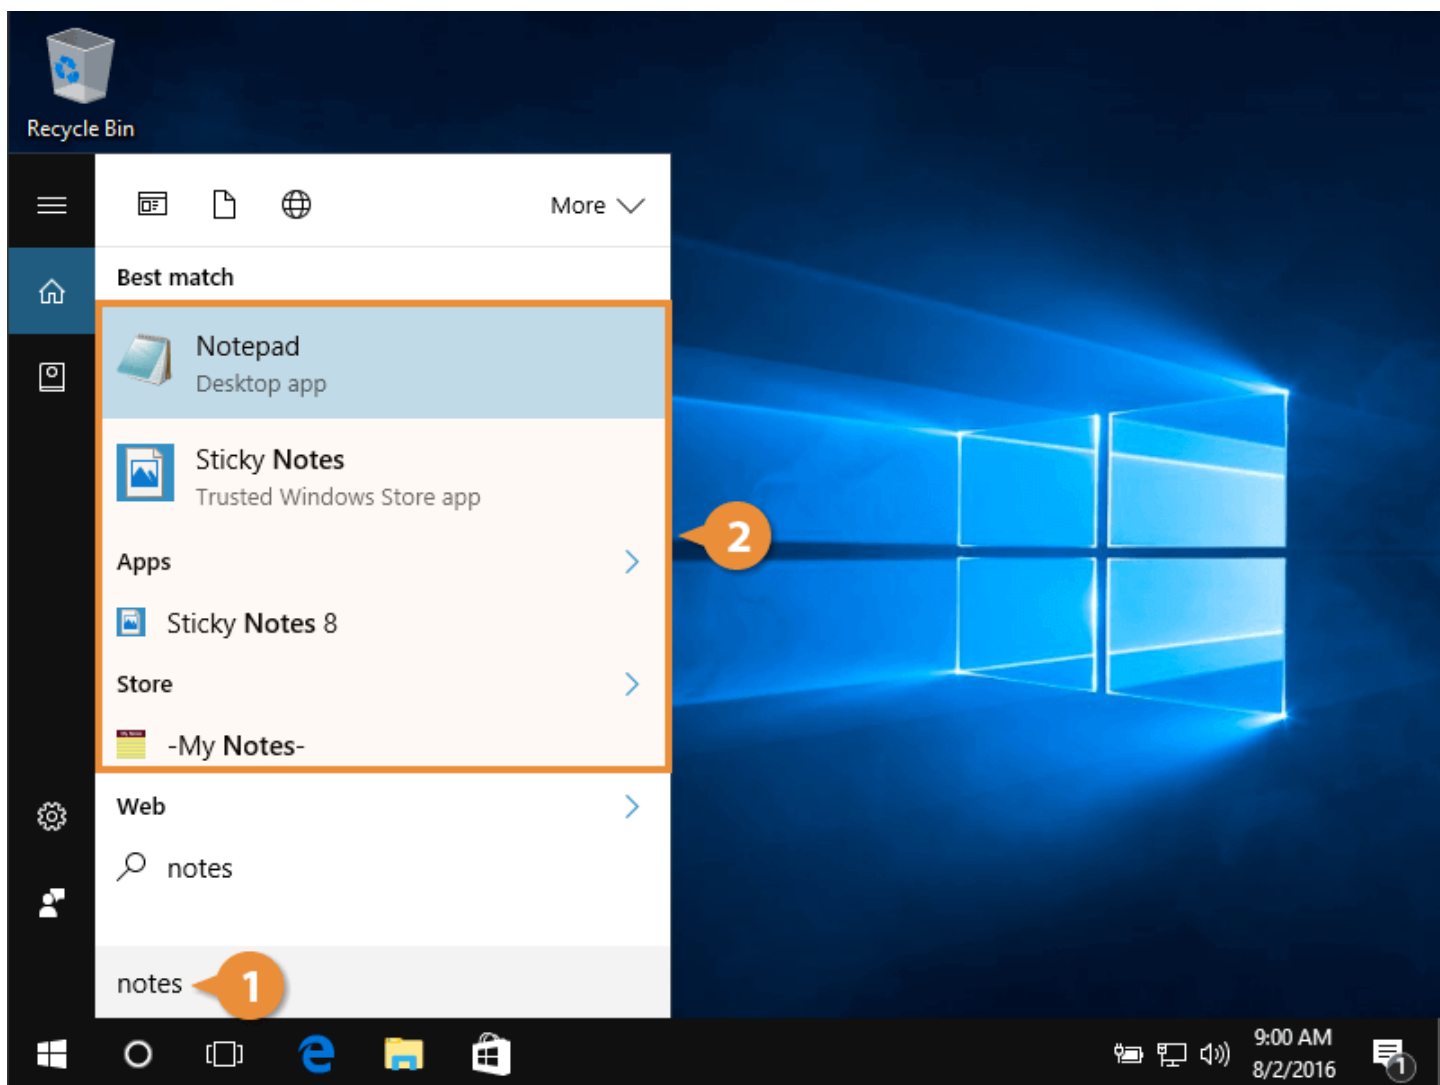 Recycle Bin
More
Best match
Notepad
Desktop app
Sticky Notes
Trusted Windows Store app
2
Apps
Sticky Notes 8
Store
-My Notes-
Web
notes
notes
1
9:00 AM
8/2/2016
1